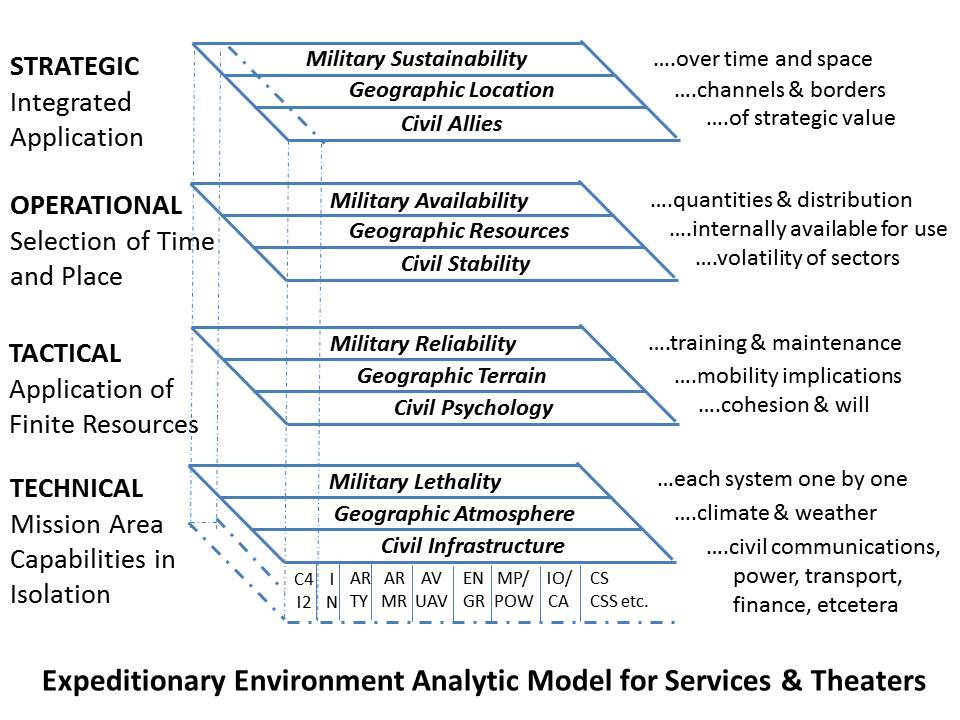 STRATEGIC
Integrated
Application
Military Sustainability
Geographic Location
Civil Allies
....over time and space
....channels & borders
....of strategic value
OPERATIONAL
Selection of Time
and Place
Military Availability
Geographic Resources
Civil Stability
....quantities & distribution
....internally available for use
....volatility of sectors
TACTICAL
Application of
Finite Resources
Military Reliability
Geographic Terrain
Civil Psychology
....training & maintenance
....mobility implications
....cohesion & will
TECHNICAL
Mission Area
Capabilities in
Isolation
Military Lethality
Geographic Atmosphere
Civil Infrastructure
...each system one by one
....climate & weather
....civil communications,
power, transport,
finance, etcetera
C4 I AR AR AV EN MP/ IO/ CS
I2 N TY MR UAV GR POW CA CSS etc.
Expeditionary Environment Analytic Model for Services & Theaters